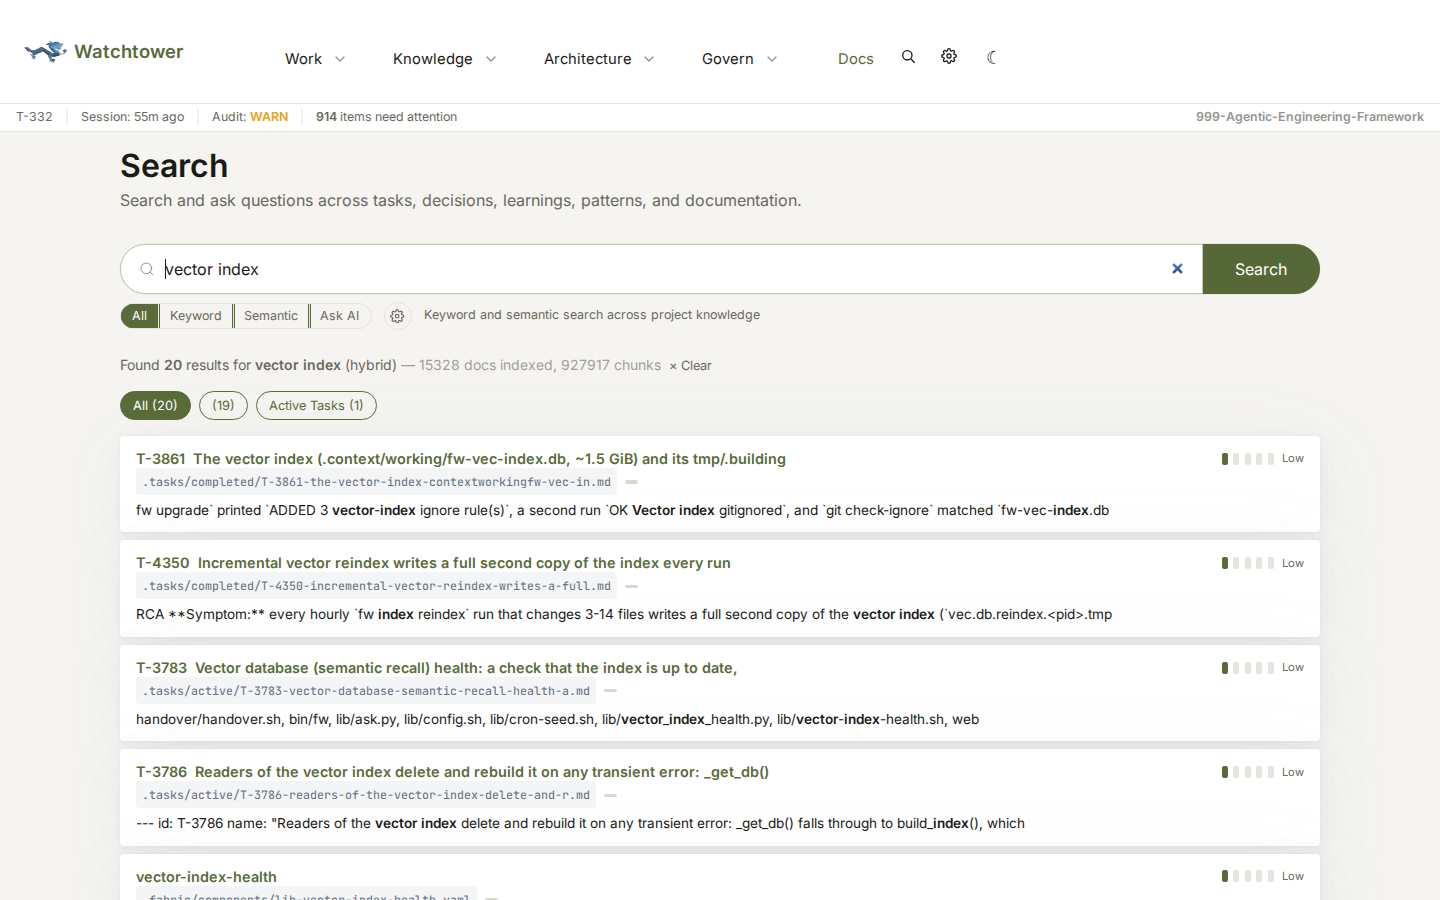 Watchtower
Work
Knowledge
Architecture
Govern
Docs
T-332
Session: 55m ago
Audit: WARN
914 items need attention
999-Agentic-Engineering-Framework
Search
Search and ask questions across tasks, decisions, learnings, patterns, and documentation.
vector index
Search
All
Keyword
Semantic
Ask AI
Keyword and semantic search across project knowledge
Found 20 results for vector index (hybrid) — 15328 docs indexed, 927917 chunks × Clear
All (20)
(19)
Active Tasks (1)
T-3861 The vector index (.context/working/fw-vec-index.db, ~1.5 GiB) and its tmp/.building
Low
.tasks/completed/T-3861-the-vector-index-contextworkingfw-vec-in.md —
fw upgrade` printed `ADDED 3 vector-index ignore rule(s)`, a second run `OK Vector index gitignored`, and `git check-ignore` matched `fw-vec-index.db
T-4350 Incremental vector reindex writes a full second copy of the index every run
Low
.tasks/completed/T-4350-incremental-vector-reindex-writes-a-full.md —
RCA **Symptom:** every hourly `fw index reindex` run that changes 3-14 files writes a full second copy of the vector index (`vec.db.reindex.<pid>.tmp
T-3783 Vector database (semantic recall) health: a check that the index is up to date,
Low
.tasks/active/T-3783-vector-database-semantic-recall-health-a.md —
handover/handover.sh, bin/fw, lib/ask.py, lib/config.sh, lib/cron-seed.sh, lib/vector_index_health.py, lib/vector-index-health.sh, web
T-3786 Readers of the vector index delete and rebuild it on any transient error: _get_db()
Low
.tasks/active/T-3786-readers-of-the-vector-index-delete-and-r.md —
--- id: T-3786 name: "Readers of the vector index delete and rebuild it on any transient error: _get_db() falls through to build_index(), which
vector-index-health
Low
.fabric/components/lib-vector-index-health.yaml —